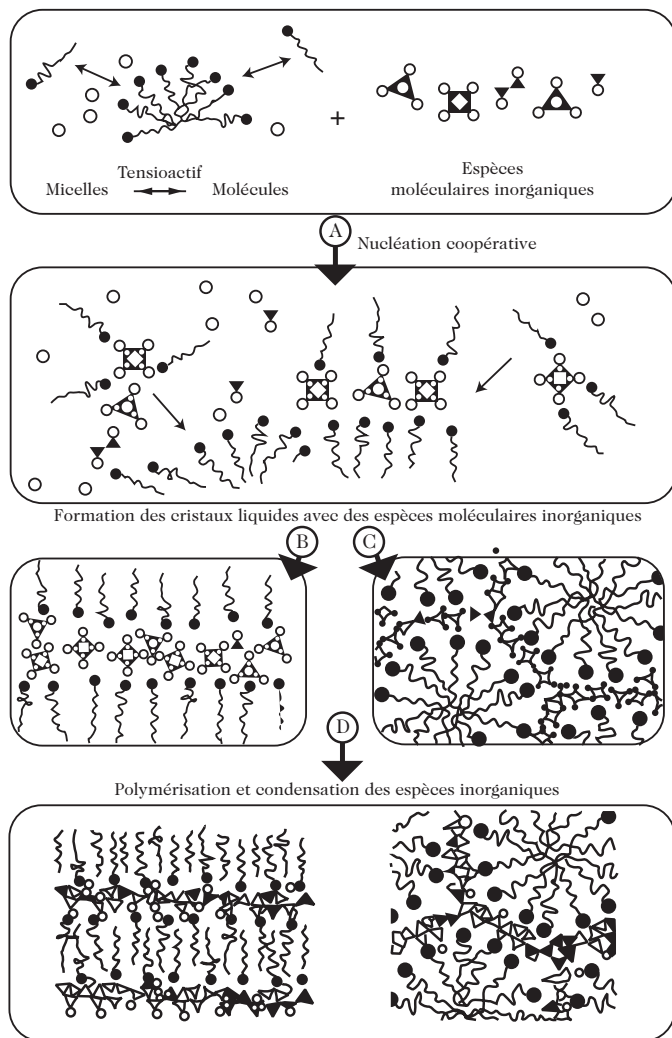 +
Tensioactif
Micelles Molécules
Espèces
moléculaires inorganiques
A
Nucléation coopérative
Formation des cristaux liquides avec des espèces moléculaires inorganiques
B
C
D
Polymérisation et condensation des espèces inorganiques